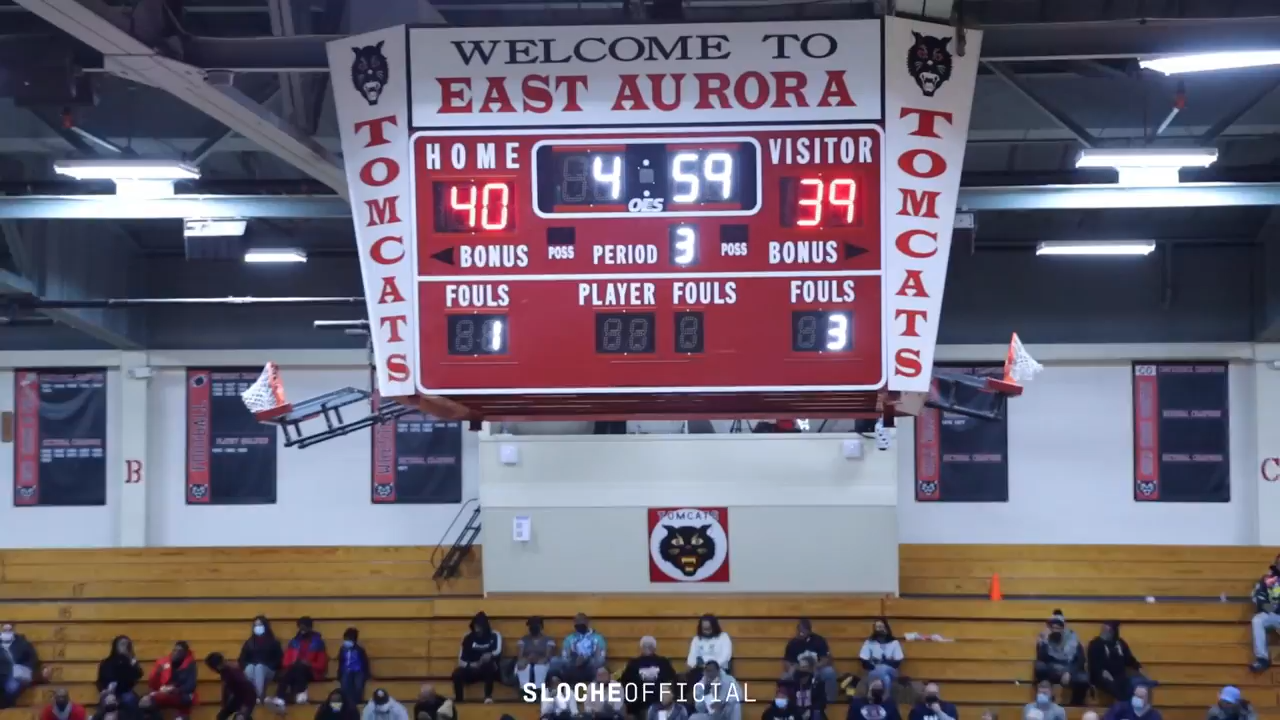 WELCOME TO
EAST AURORA
TOMCATS
TOMCATS
HOME
4:59
VISITOR
40
OES
39
BONUS
POSS
PERIOD
3
POSS
BONUS
FOULS
PLAYER FOULS
FOULS
1
3
B
C
TOMCATS
SLOCHEOFFICIAL